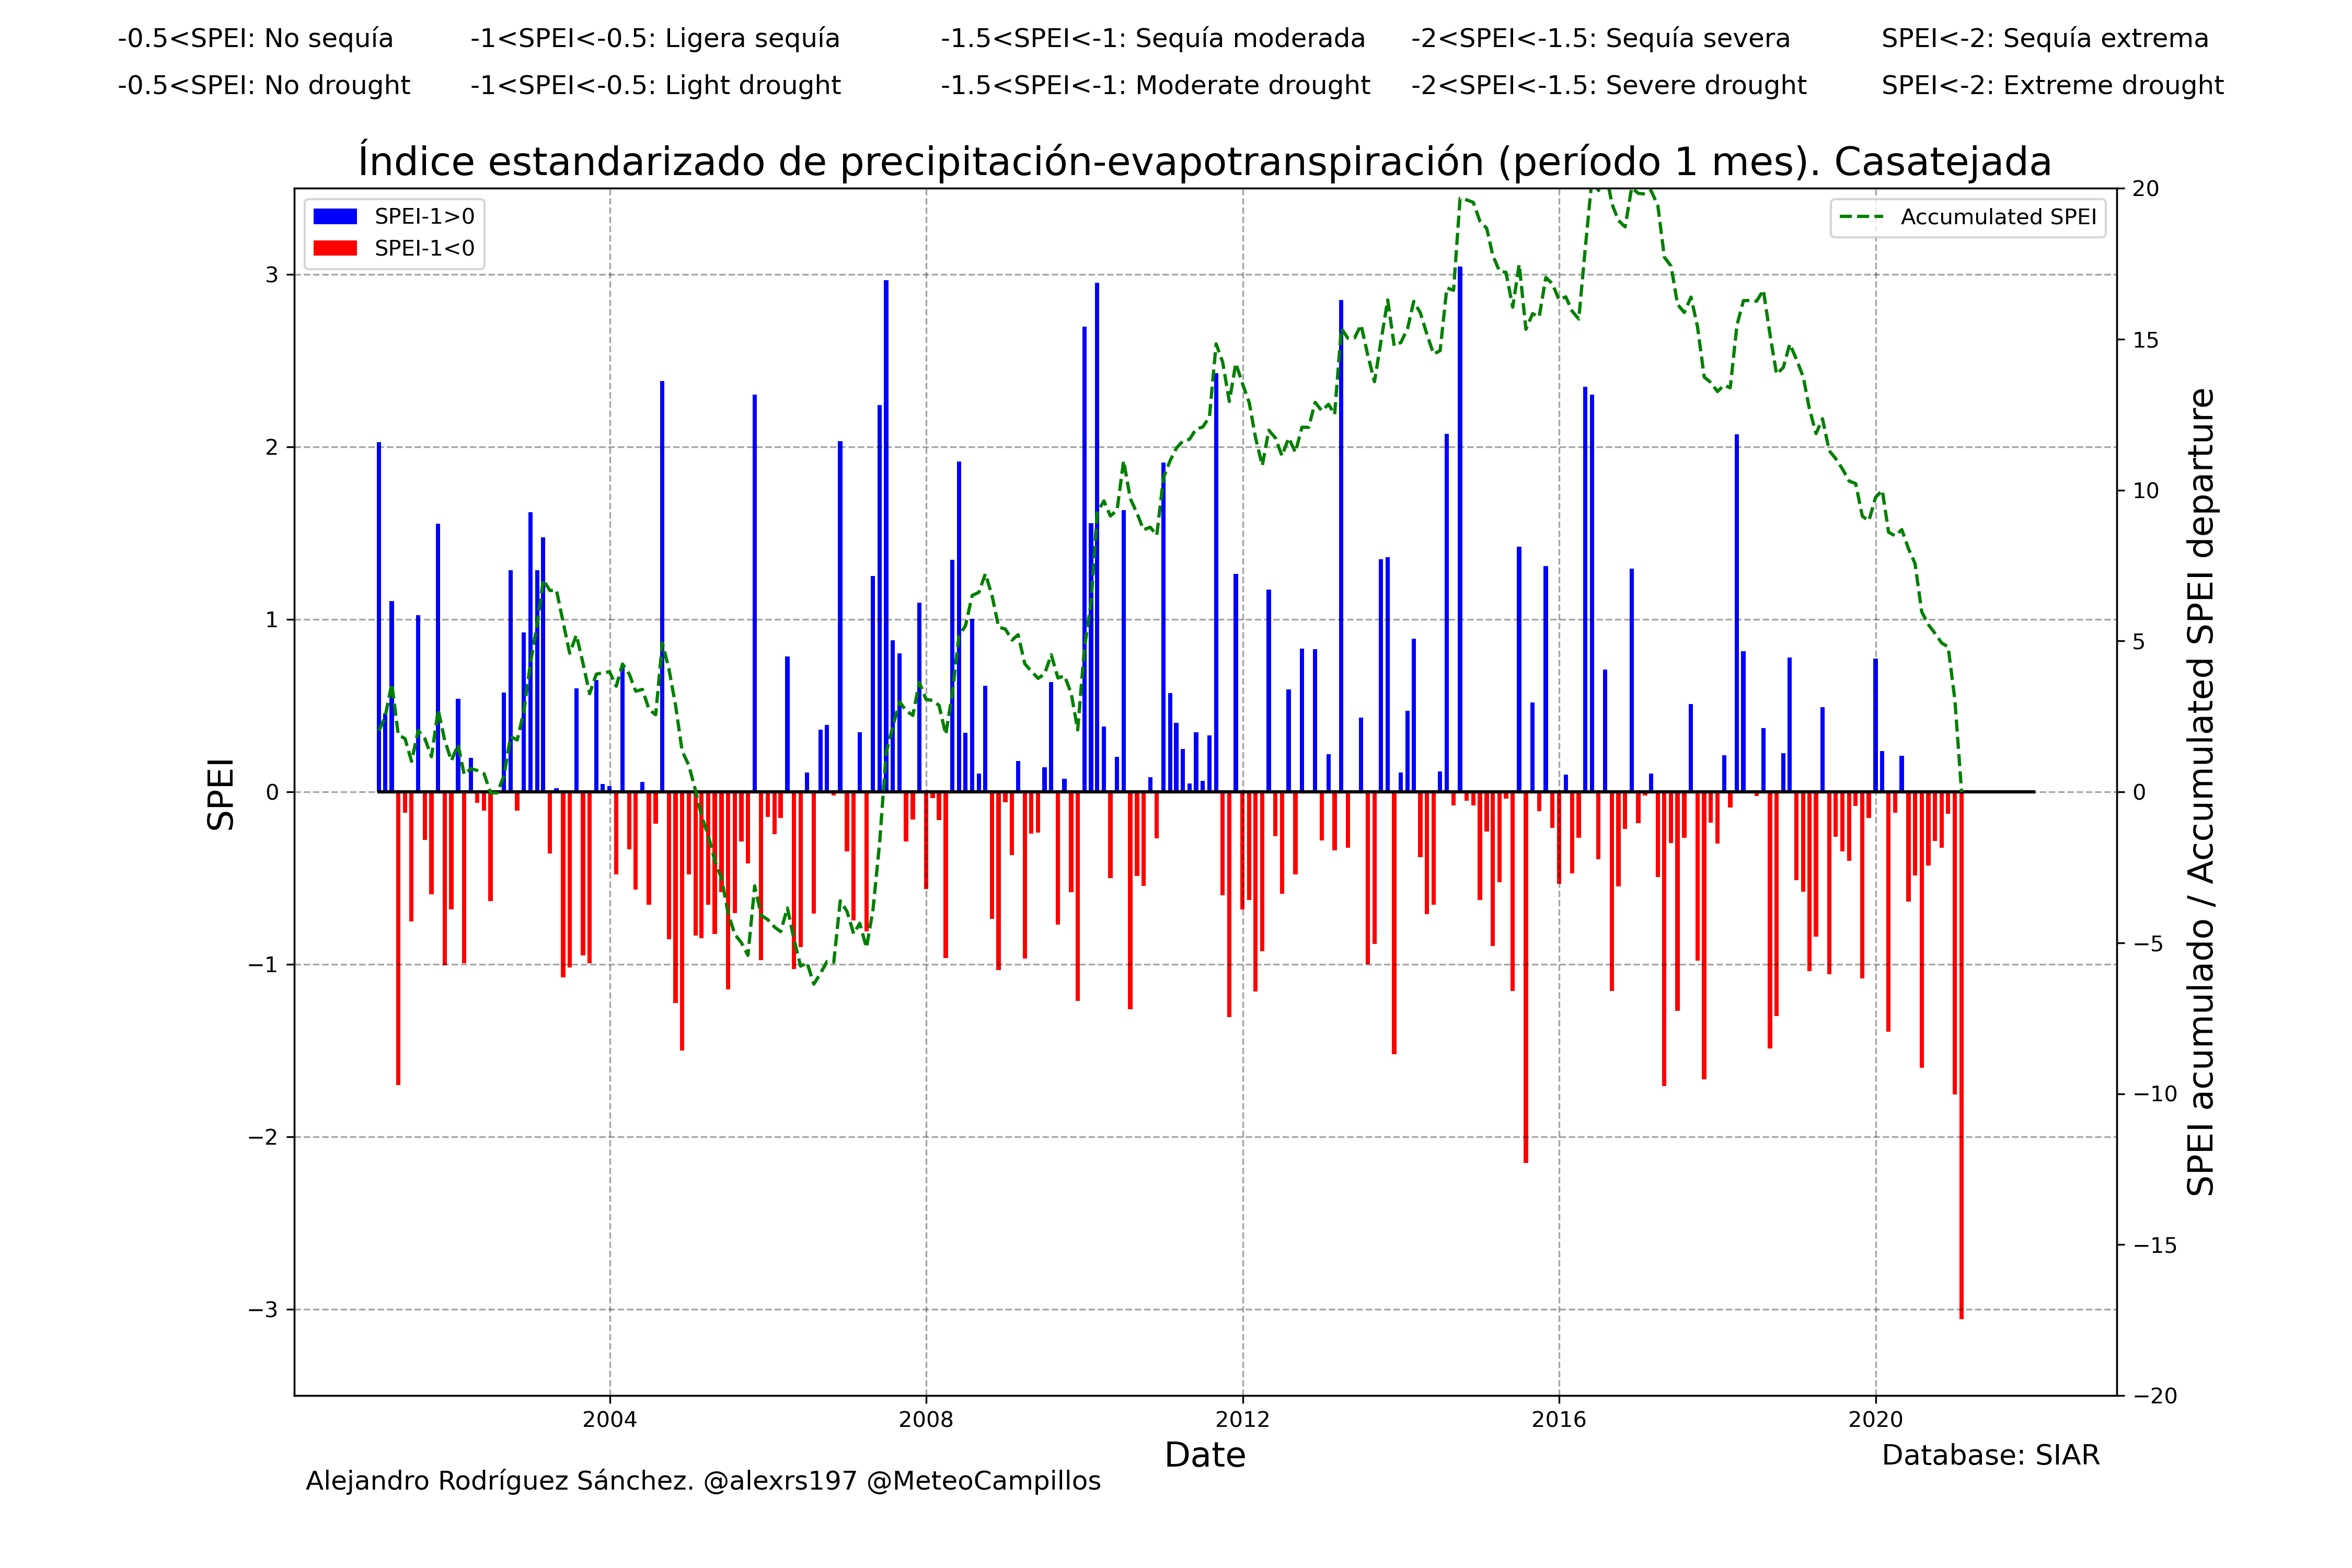 -0.5<SPEI: No sequía
-1<SPEI<-0.5: Ligera sequía
-1.5<SPEI<-1: Sequía moderada
-2<SPEI<-1.5: Sequía severa
SPEI<-2: Sequía extrema
-0.5<SPEI: No drought
-1<SPEI<-0.5: Light drought
-1.5<SPEI<-1: Moderate drought
-2<SPEI<-1.5: Severe drought
SPEI<-2: Extreme drought
Índice estandarizado de precipitación-evapotranspiración (período 1 mes). Casatejada
SPEI-1>0
SPEI-1<0
Accumulated SPEI
SPEI
3
2
1
0
−1
−2
−3
20
15
10
5
0
−5
−10
−15
−20
SPEI acumulado / Accumulated SPEI departure
2004
2008
2012
2016
2020
Date
Database: SIAR
Alejandro Rodríguez Sánchez. @alexrs197 @MeteoCampillos